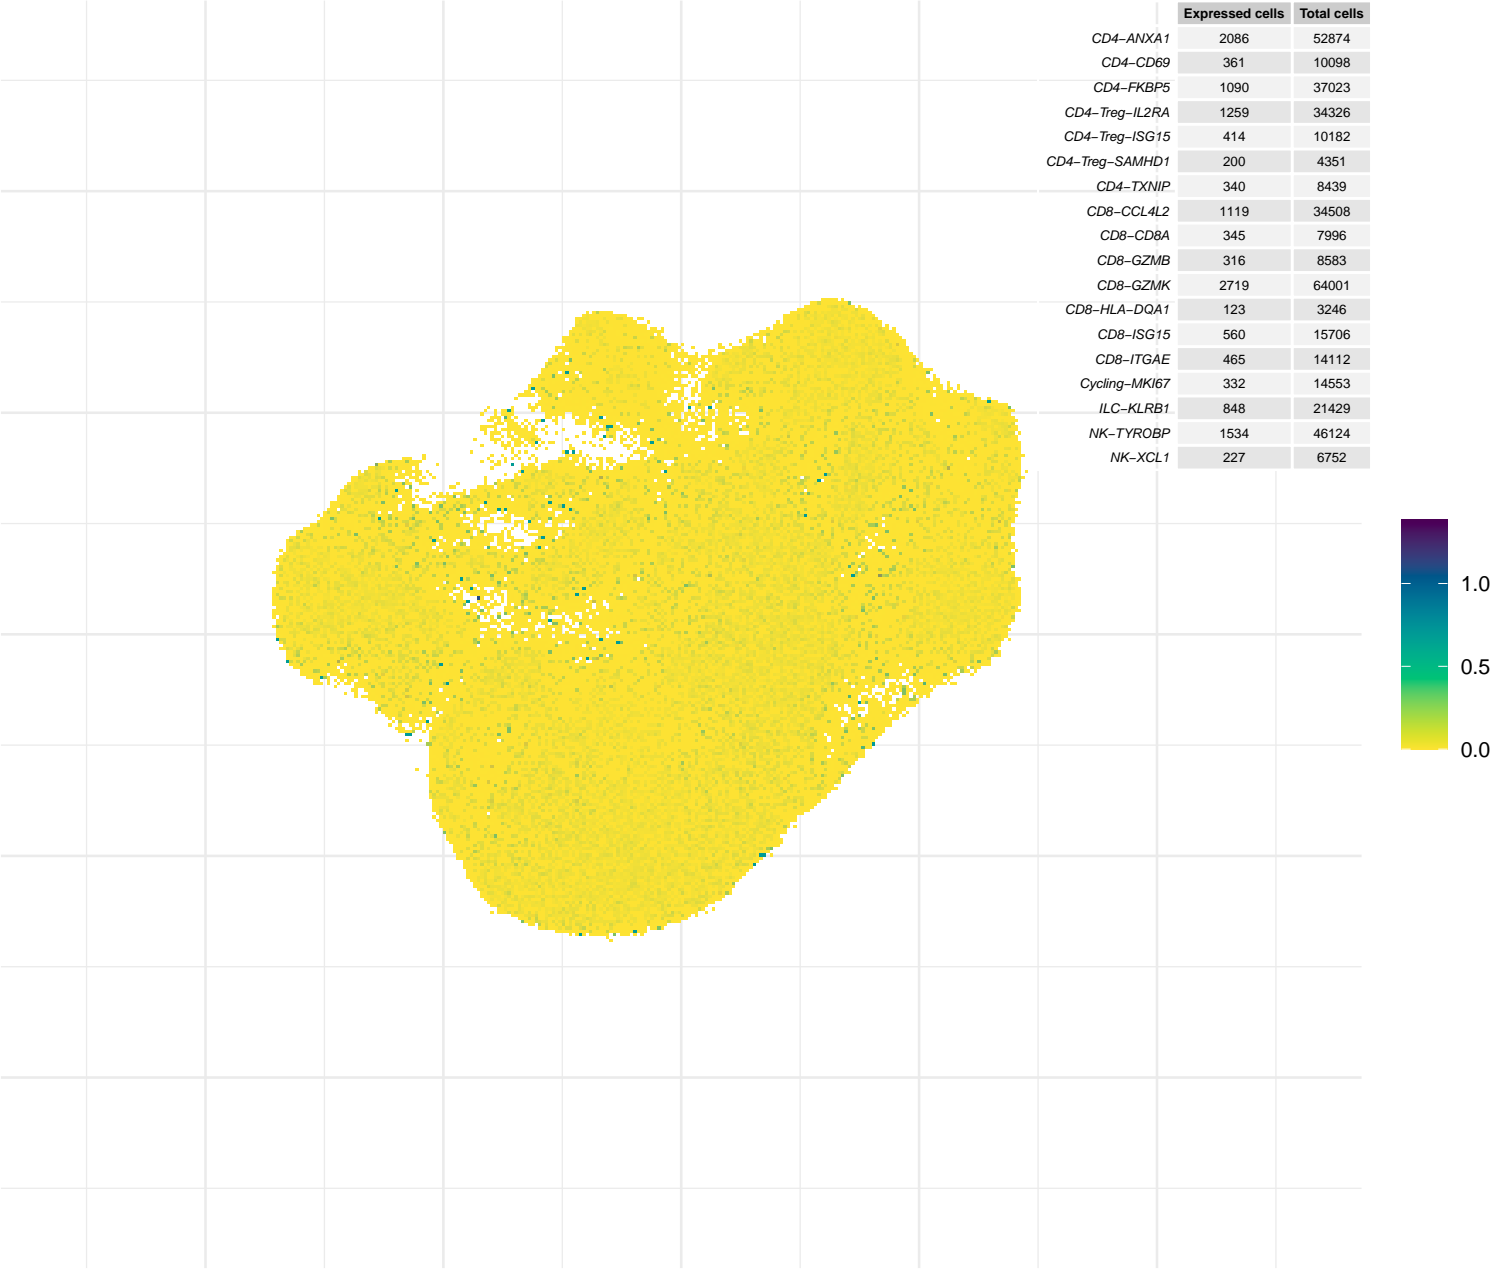 Expressed cells Total cells
CD4−ANXA1 2086 52874
CD4−CD69 361 10098
CD4−FKBP5 1090 37023
CD4−Treg−IL2RA 1259 34326
CD4−Treg−ISG15 414 10182
CD4−Treg−SAMHD1 200 4351
CD4−TXNIP 340 8439
CD8−CCL4L2 1119 34508
CD8−CD8A 345 7996
CD8−GZMB 316 8583
CD8−GZMK 2719 64001
CD8−HLA−DQA1 123 3246
CD8−ISG15 560 15706
CD8−ITGAE 465 14112
Cycling−MKI67 332 14553
ILC−KLRB1 848 21429
NK−TYROBP 1534 46124
NK−XCL1 227 6752
1.0
0.5
0.0